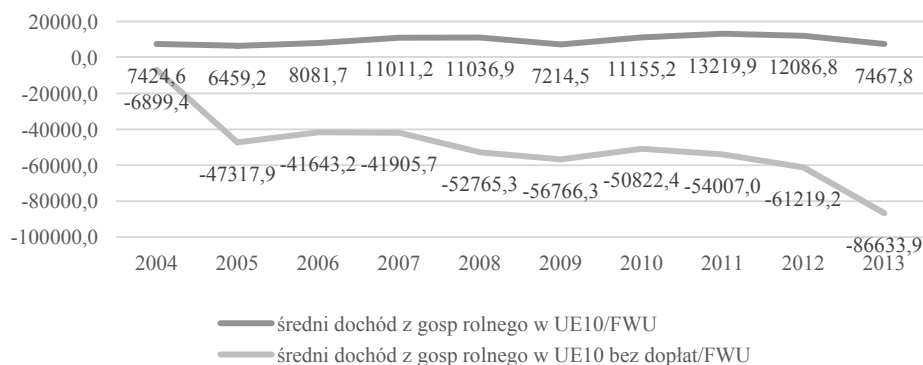 20000,0
0,0
-20000,0
-40000,0
-60000,0
-80000,0
-100000,0
7424,6 6459,2 8081,7 11011,2 11036,9 7214,5 11155,2 13219,9 12086,8 7467,8
-6899,4
-47317,9 -41643,2 -41905,7 -52765,3 -56766,3 -50822,4 -54007,0 -61219,2 -86633,9
2004 2005 2006 2007 2008 2009 2010 2011 2012 2013
średni dochód z gosp rolnego w UE10/FWU
średni dochód z gosp rolnego w UE10 bez dopłat/FWU